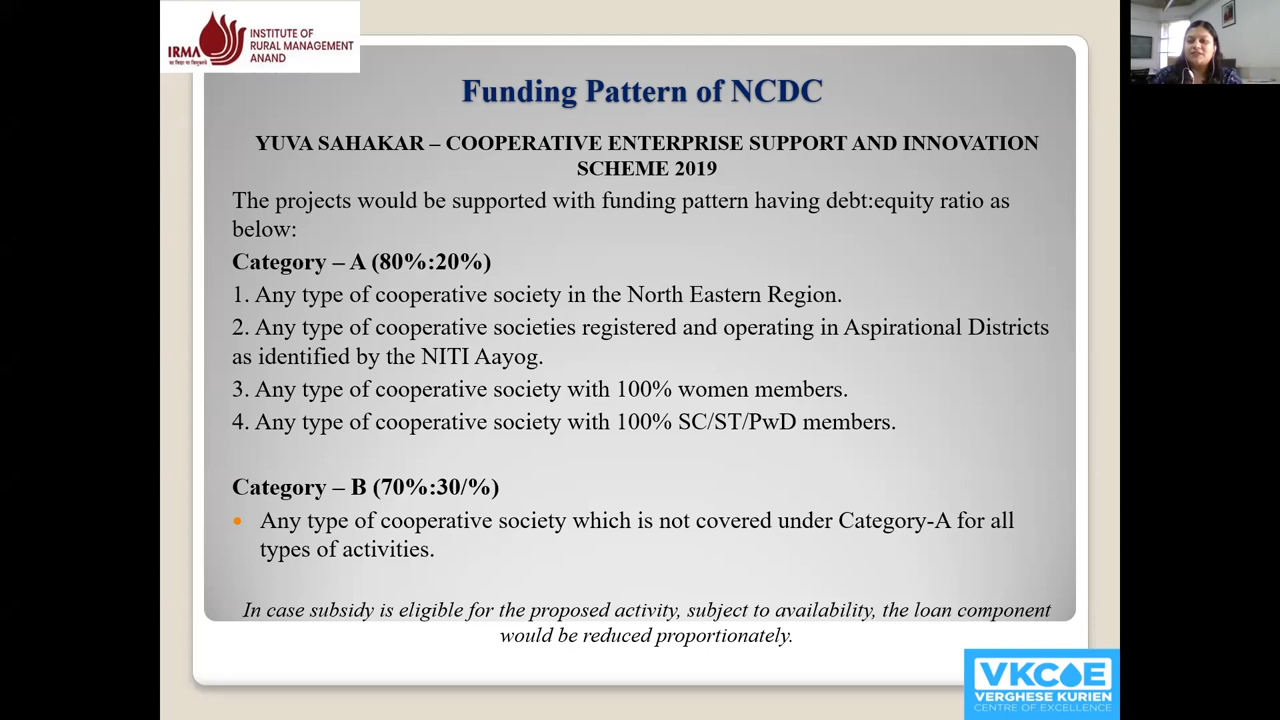 IRMA
INSTITUTE OF
RURAL MANAGEMENT
ANAND
Funding Pattern of NCDC
YUVA SAHAKAR – COOPERATIVE ENTERPRISE SUPPORT AND INNOVATION
SCHEME 2019
The projects would be supported with funding pattern having debt:equity ratio as
below:
Category – A (80%:20%)
1. Any type of cooperative society in the North Eastern Region.
2. Any type of cooperative societies registered and operating in Aspirational Districts
as identified by the NITI Aayog.
3. Any type of cooperative society with 100% women members.
4. Any type of cooperative society with 100% SC/ST/PwD members.
Category – B (70%:30/%)
• Any type of cooperative society which is not covered under Category-A for all
types of activities.
In case subsidy is eligible for the proposed activity, subject to availability, the loan component
would be reduced proportionately.
VKCOE
VERGHESE KURIEN
CENTRE OF EXCELLENCE